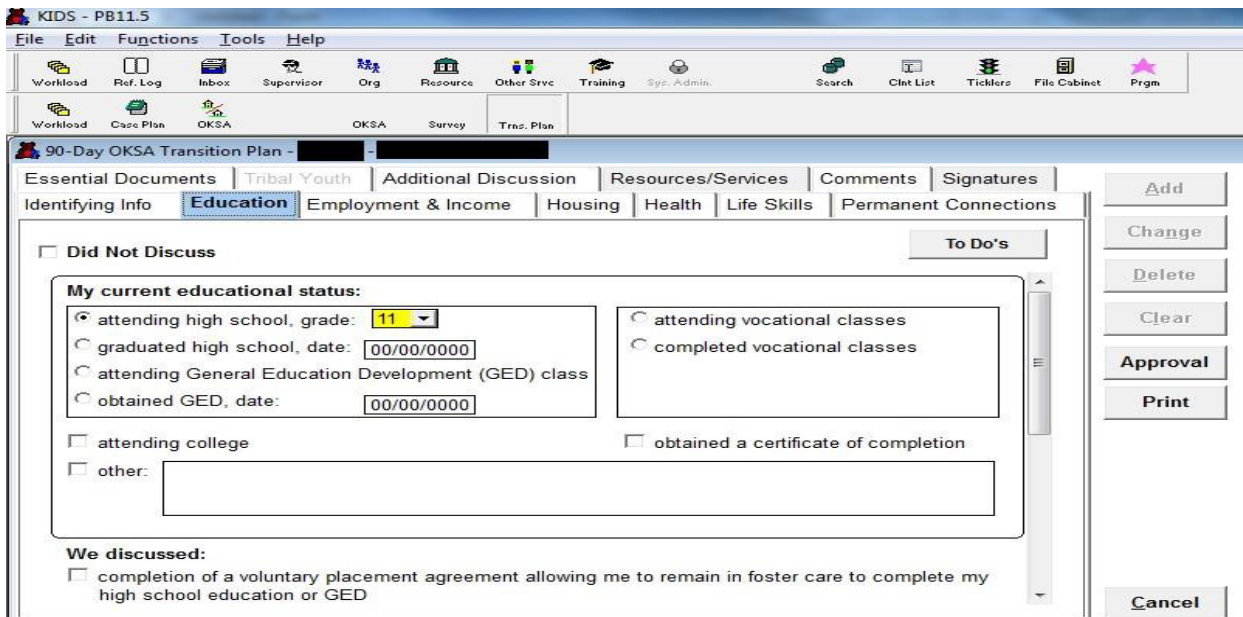 KIDS - PB11.5
File Edit Functions Tools Help
Workload Ref. Log Inbox Supervisor Org Resource Other Srvc Training Sys. Admin. Search Clnt List Ticklers File Cabinet Prgm
Workload Case Plan OKSA OKSA Survey Trns. Plan
90-Day OKSA Transition Plan - -
Essential Documents Tribal Youth Additional Discussion Resources/Services Comments Signatures
Identifying Info Education Employment & Income Housing Health Life Skills Permanent Connections
Add
Change
Delete
Clear
Approval
Print
Cancel
Did Not Discuss To Do's
My current educational status:
attending high school, grade: 11
graduated high school, date: 00/00/0000
attending General Education Development (GED) class
obtained GED, date: 00/00/0000
attending vocational classes
completed vocational classes
attending college obtained a certificate of completion
other:
We discussed:
completion of a voluntary placement agreement allowing me to remain in foster care to complete my
high school education or GED